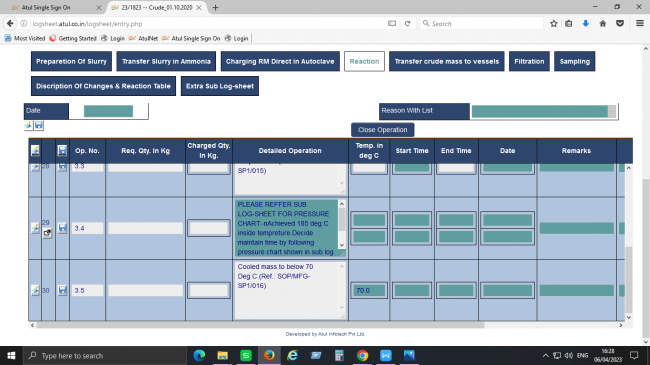 Atul Single Sign On
23/1823 -- Crude_01.10.2020
logsheet.atul.co.in/logsheet/entry.php
Search
Most Visited
Getting Started
Login
AtulNet
Atul Single Sign On
Login
Preparetion Of Slurry
Transfer Slurry in Ammonia
Charging RM Direct in Autoclave
Reaction
Transfer crude mass to vessels
Filtration
Sampling
Discription Of Changes & Reaction Table
Extra Sub Log-sheet
Date
Reason With List
Close Operation
Op. No.
Req. Qty. In Kg
Charged Qty. In Kg.
Detailed Operation
Temp. in deg C
Start Time
End Time
Date
Remarks
28
3.3
SP1/015)
29
3.4
PLEASE REFFER SUB
LOG-SHEET FOR PRESSURE
CHART.-nAchieved 185 deg.C
inside tempreture.Decide
maintain time by following
pressure chart shown in sub log
30
3.5
Cooled mass to below 70
Deg.C (Ref.: SOP/MFG-
SP1/016)
70.0
Developed by Atul Infotech Pvt Ltd.
Type here to search
ENG
16:28
06/04/2023